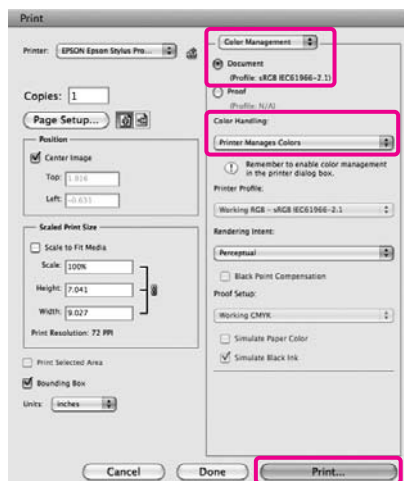 Print
Printer: EPSON Epson Stylus Pro...
Copies: 1
Page Setup...
Position
Center Image
Top: 1.916
Left: -0.633
Scaled Print Size
Scale to Fit Media
Scale: 100%
Height: 7.041
Width: 9.027
Print Resolution: 72 PPI
Print Selected Area
Bounding Box
Units: inches
Color Management
Document
(Profile: sRGB IEC61966-2.1)
Proof
(Profile: N/A)
Color Handling:
Printer Manages Colors
Remember to enable color management
in the printer dialog box.
Printer Profile:
Working RGB - sRGB IEC61966-2.1
Rendering Intent:
Perceptual
Black Point Compensation
Proof Setup:
Working CMYK
Simulate Paper Color
Simulate Black Ink
Cancel
Done
Print...